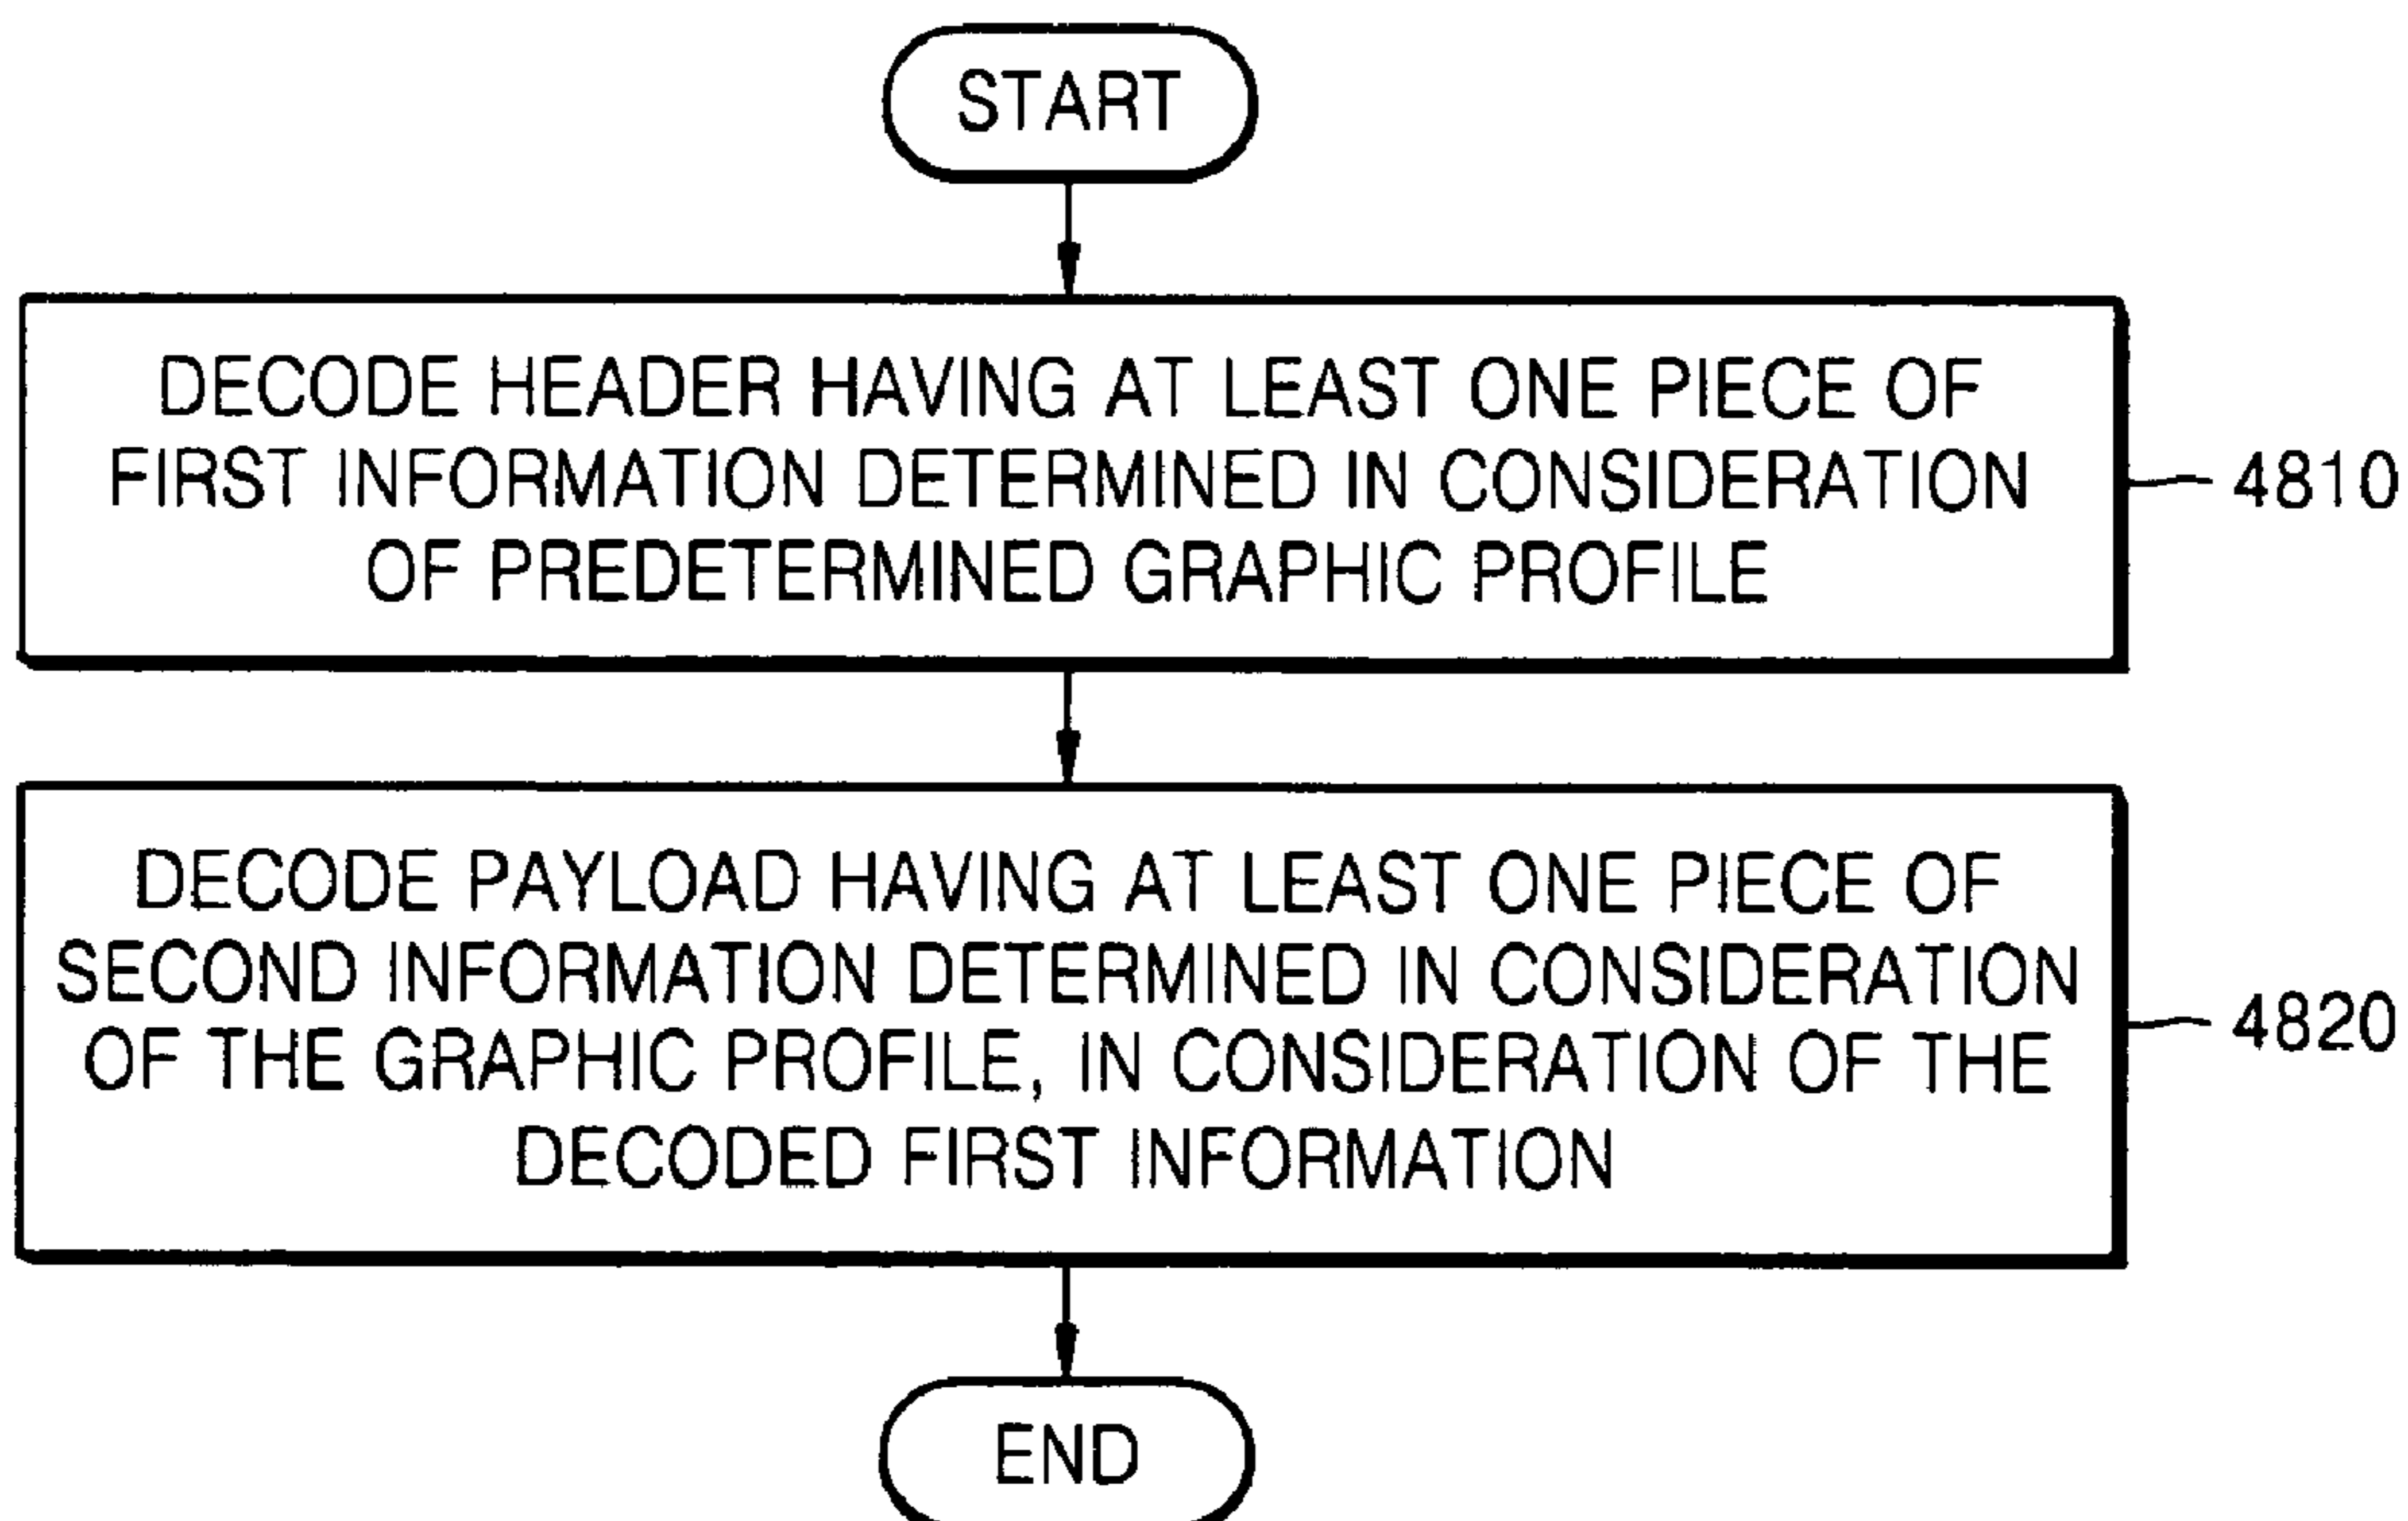 START
DECODE HEADER HAVING AT LEAST ONE PIECE OF
FIRST INFORMATION DETERMINED IN CONSIDERATION
OF PREDETERMINED GRAPHIC PROFILE
4810
DECODE PAYLOAD HAVING AT LEAST ONE PIECE OF
SECOND INFORMATION DETERMINED IN CONSIDERATION
OF THE GRAPHIC PROFILE, IN CONSIDERATION OF THE
DECODED FIRST INFORMATION
4820
END